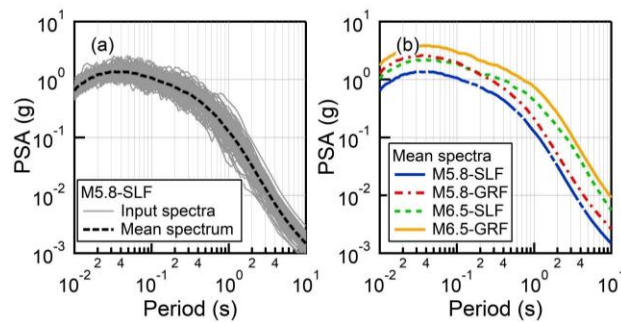 (a)
PSA (g)
10^1
10^0
10^-1
10^-2
10^-3
M5.8-SLF
Input spectra
Mean spectrum
10^-2 2 4 10^-1 2 4 10^0 2 4 10^1
Period (s)
(b)
PSA (g)
10^1
10^0
10^-1
10^-2
10^-3
Mean spectra
M5.8-SLF
M5.8-GRF
M6.5-SLF
M6.5-GRF
10^-2 2 4 10^-1 2 4 10^0 2 4 10^1
Period (s)